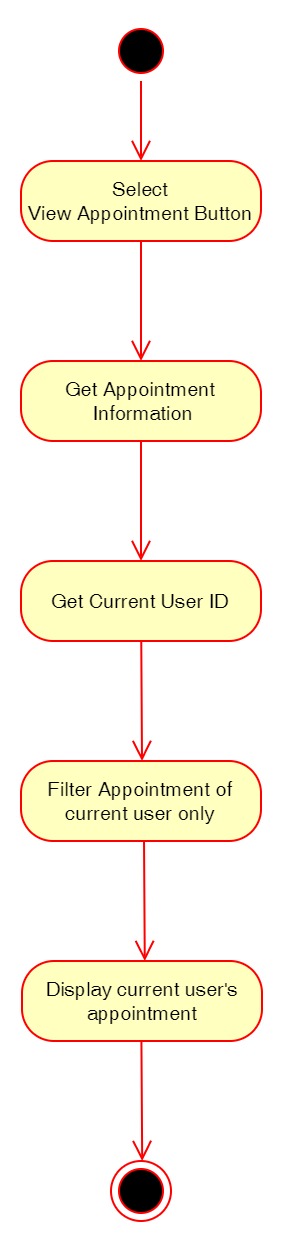 Select
View Appointment Button
Get Appointment
Information
Get Current User ID
Filter Appointment of
current user only
Display current user's
appointment